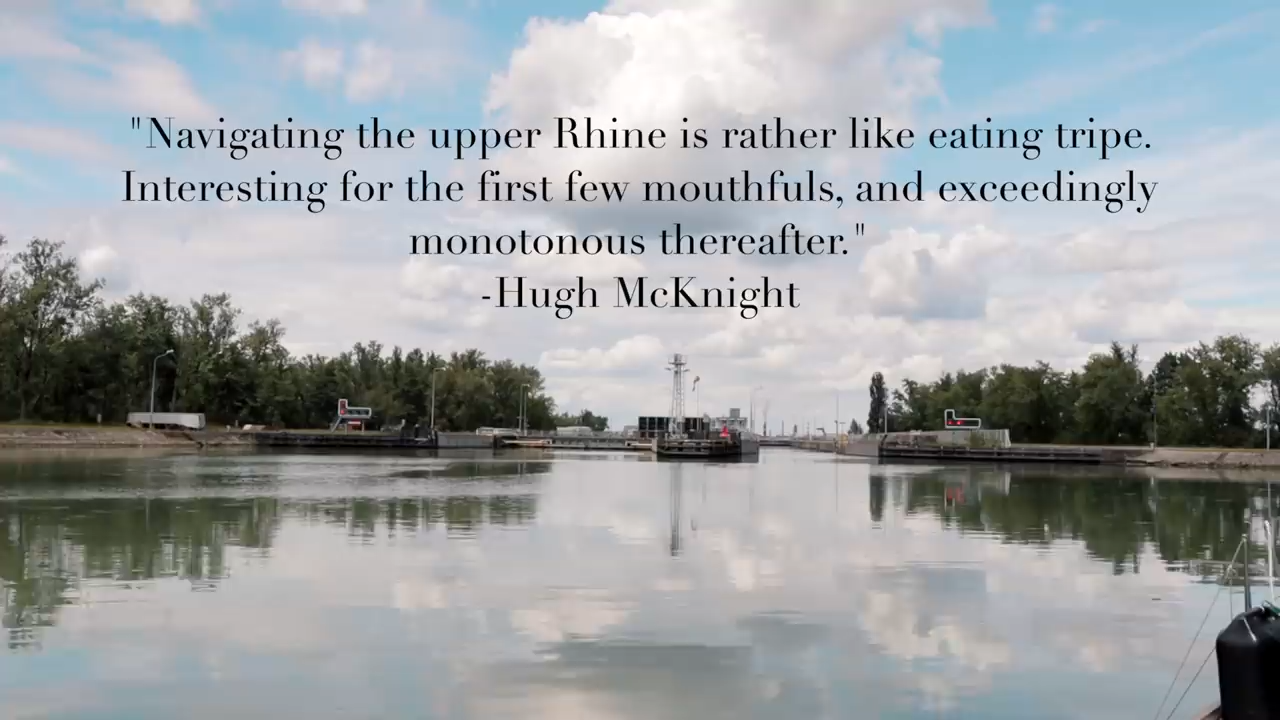 "Navigating the upper Rhine is rather like eating tripe.
Interesting for the first few mouthfuls, and exceedingly
monotonous thereafter."
-Hugh McKnight